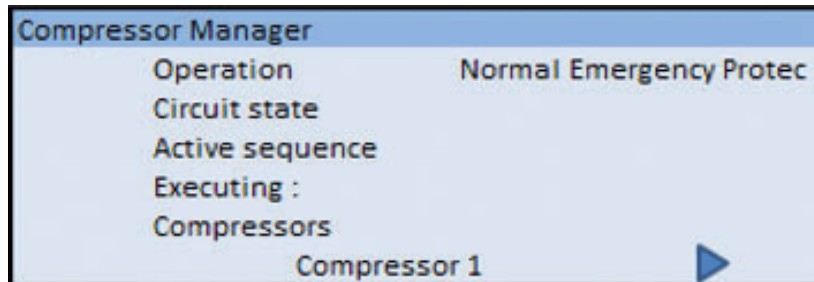 Compressor Manager
Operation Normal Emergency Protec
Circuit state
Active sequence
Executing :
Compressors
Compressor 1